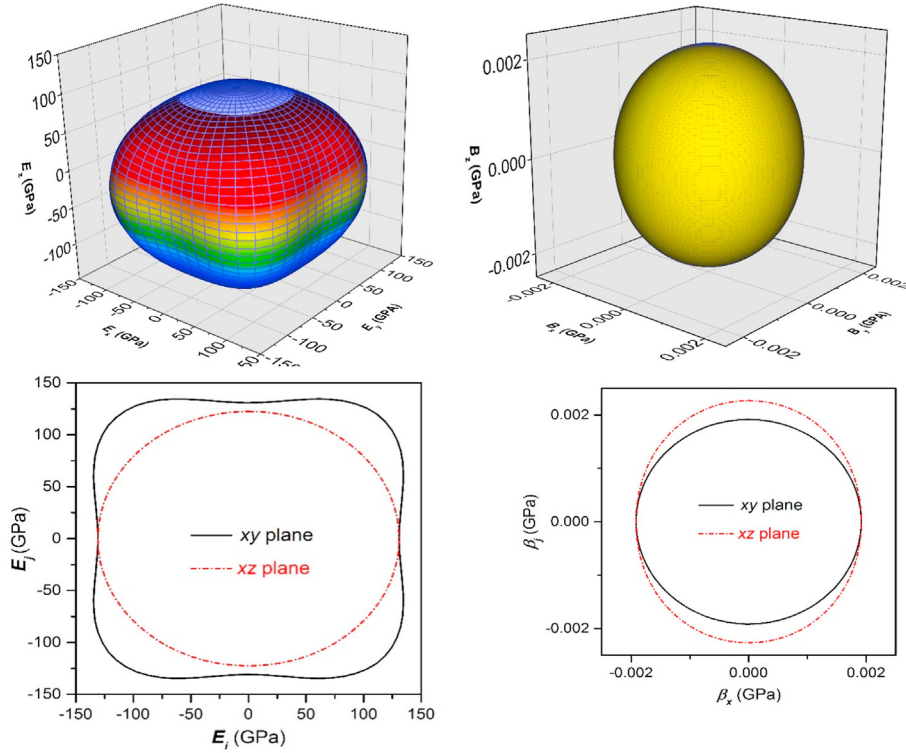 150
100
50
0
-50
-100
E_z (GPa)
-150
-100
-50
0
50
100
50
E_x (GPa)
-150
-100
-50
0
50
100
150
E_y (GPA)
0.002
0.000
-0.002
B_z (GPa)
-0.002
0.000
0.002
B_x (GPa)
-0.002
-0.000
0.002
B_y (GPA)
150
100
50
0
-50
-100
-150
E_j (GPa)
xy plane
xz plane
-150 -100 -50 0 50 100 150
E_i (GPa)
0.002
0.000
-0.002
β_j (GPa)
xy plane
xz plane
-0.002 0.000 0.002
β_x (GPa)